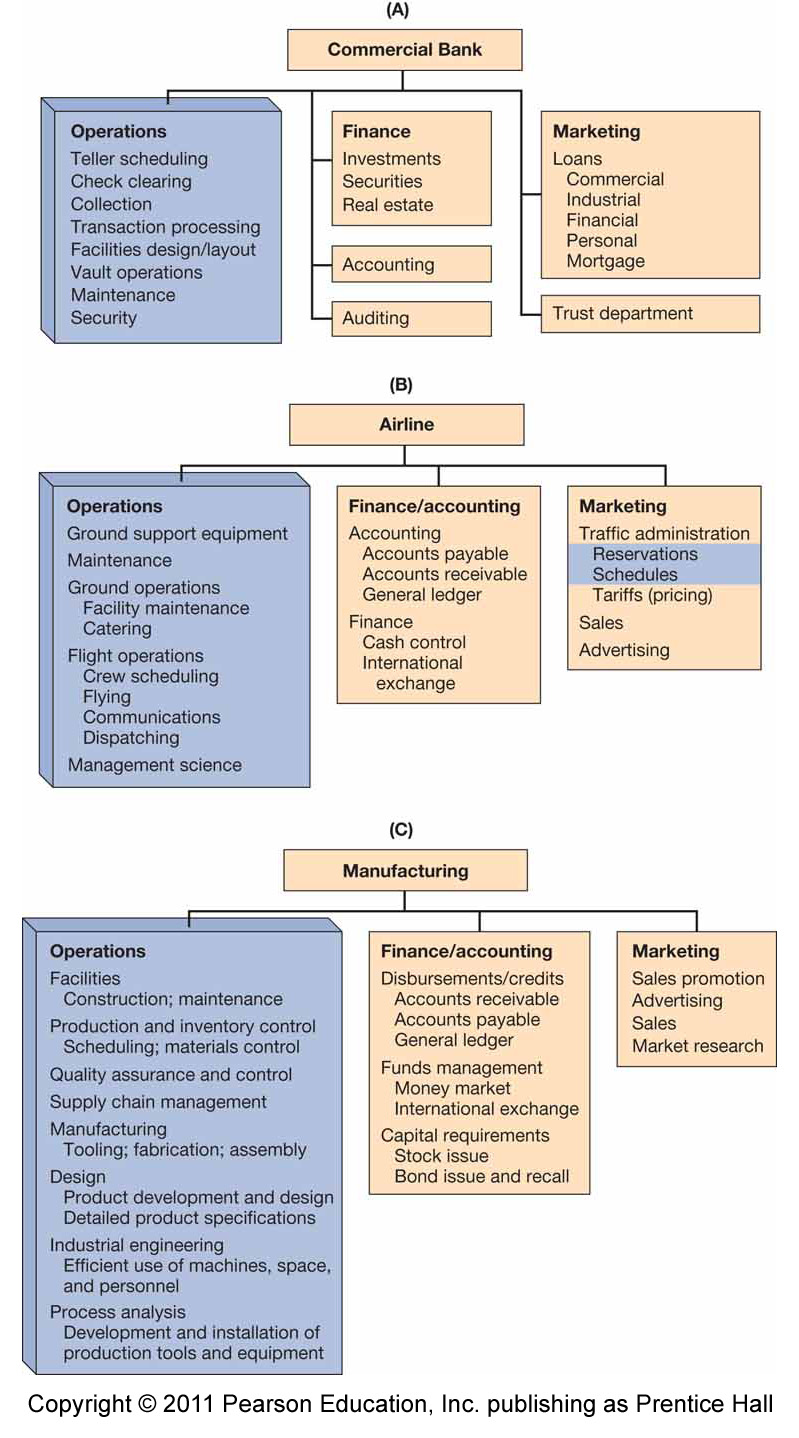 (A)
Commercial Bank
Operations
Teller scheduling
Check clearing
Collection
Transaction processing
Facilities design/layout
Vault operations
Maintenance
Security
Finance
Investments
Securities
Real estate
Accounting
Auditing
Marketing
Loans
Commercial
Industrial
Financial
Personal
Mortgage
Trust department
(B)
Airline
Operations
Ground support equipment
Maintenance
Ground operations
Facility maintenance
Catering
Flight operations
Crew scheduling
Flying
Communications
Dispatching
Management science
Finance/accounting
Accounting
Accounts payable
Accounts receivable
General ledger
Finance
Cash control
International
exchange
Marketing
Traffic administration
Reservations
Schedules
Tariffs (pricing)
Sales
Advertising
(C)
Manufacturing
Operations
Facilities
Construction; maintenance
Production and inventory control
Scheduling; materials control
Quality assurance and control
Supply chain management
Manufacturing
Tooling; fabrication; assembly
Design
Product development and design
Detailed product specifications
Industrial engineering
Efficient use of machines, space,
and personnel
Process analysis
Development and installation of
production tools and equipment
Finance/accounting
Disbursements/credits
Accounts receivable
Accounts payable
General ledger
Funds management
Money market
International exchange
Capital requirements
Stock issue
Bond issue and recall
Marketing
Sales promotion
Advertising
Sales
Market research
Copyright © 2011 Pearson Education, Inc. publishing as Prentice Hall